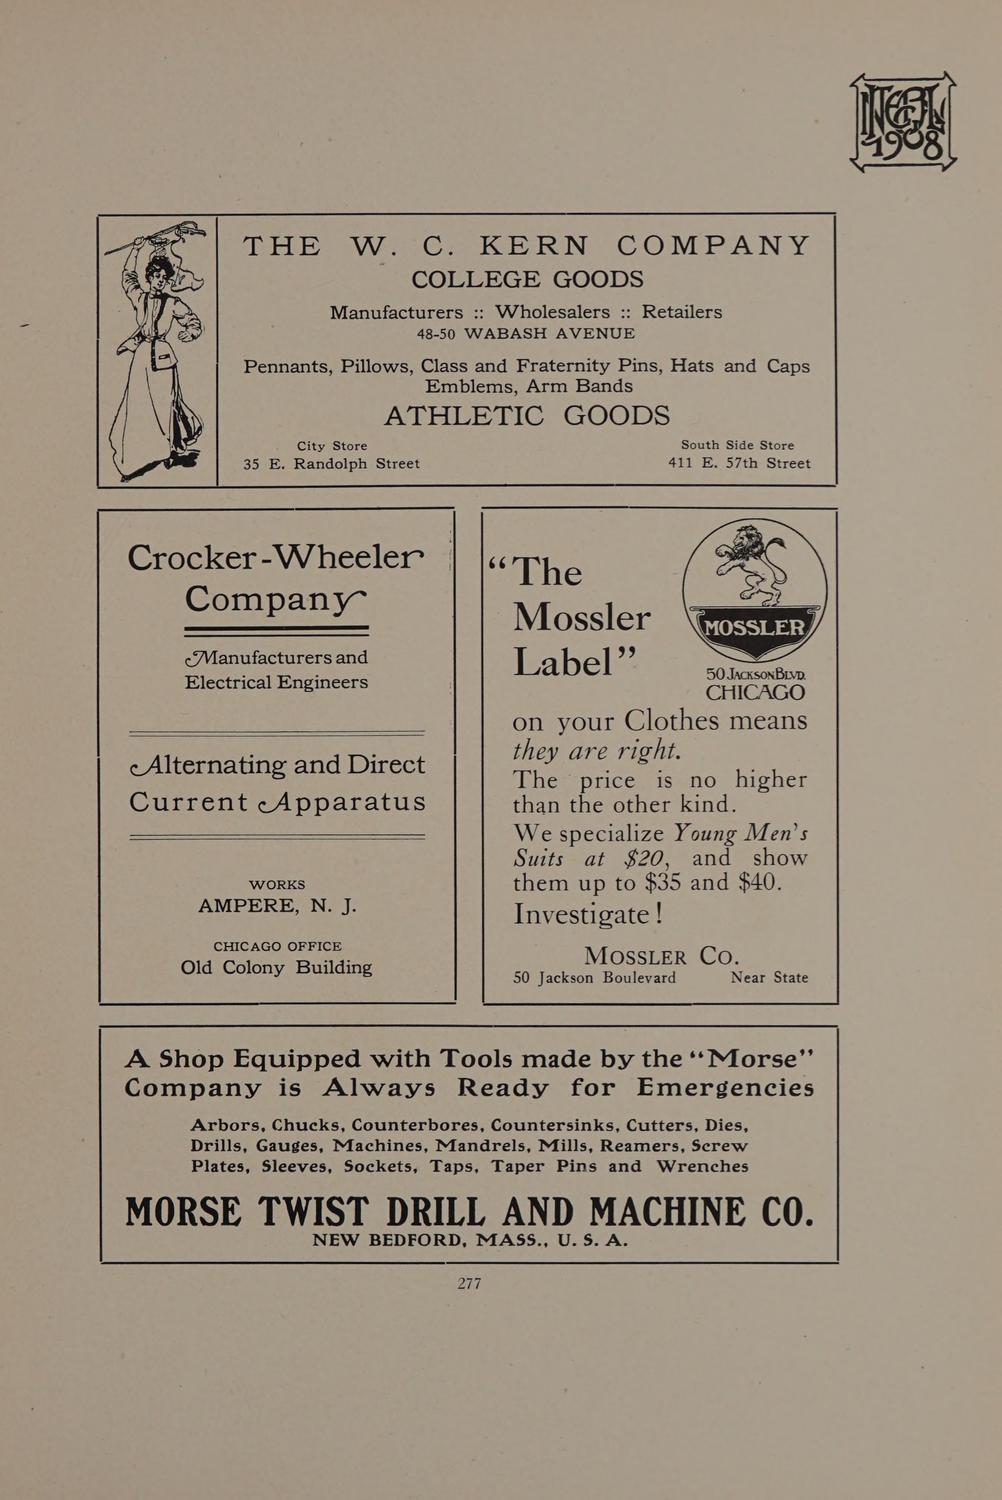 INTEGRAL
1908
THE W. C. KERN COMPANY
COLLEGE GOODS
Manufacturers :: Wholesalers :: Retailers
48-50 WABASH AVENUE
Pennants, Pillows, Class and Fraternity Pins, Hats and Caps
Emblems, Arm Bands
ATHLETIC GOODS
City Store
35 E. Randolph Street
South Side Store
411 E. 57th Street
Crocker-Wheeler
Company
Manufacturers and
Electrical Engineers
Alternating and Direct
Current Apparatus
WORKS
AMPERE, N. J.
CHICAGO OFFICE
Old Colony Building
"The
Mossler
Label"
MOSSLER
50 JACKSON BLVD.
CHICAGO
on your Clothes means
they are right.
The price is no higher
than the other kind.
We specialize Young Men's
Suits at $20, and show
them up to $35 and $40.
Investigate!
MOSSLER CO.
50 Jackson Boulevard Near State
A Shop Equipped with Tools made by the "Morse"
Company is Always Ready for Emergencies
Arbors, Chucks, Counterbores, Countersinks, Cutters, Dies,
Drills, Gauges, Machines, Mandrels, Mills, Reamers, Screw
Plates, Sleeves, Sockets, Taps, Taper Pins and Wrenches
MORSE TWIST DRILL AND MACHINE CO.
NEW BEDFORD, MASS., U. S. A.
277